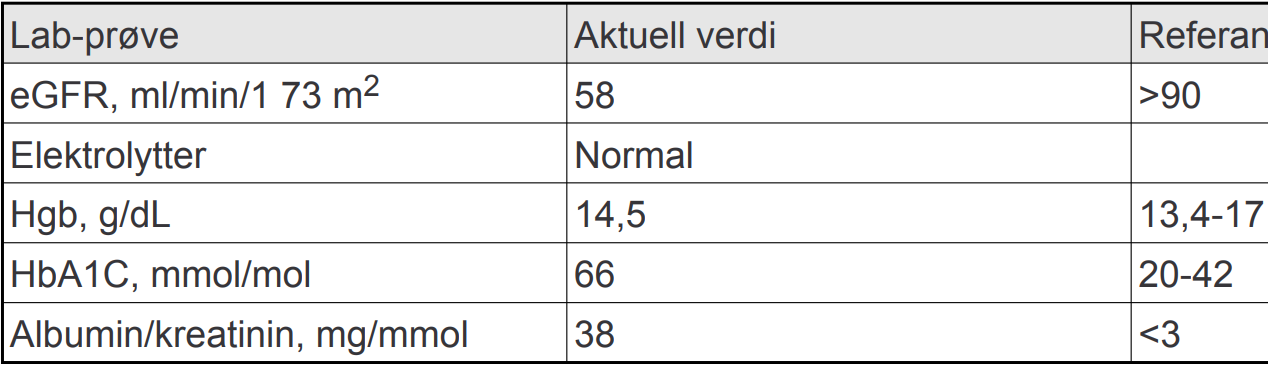 Lab-prøve Aktuell verdi Referan
eGFR, ml/min/1 73 m² 58 >90
Elektrolytter Normal
Hgb, g/dL 14,5 13,4-17
HbA1C, mmol/mol 66 20-42
Albumin/kreatinin, mg/mmol 38 <3